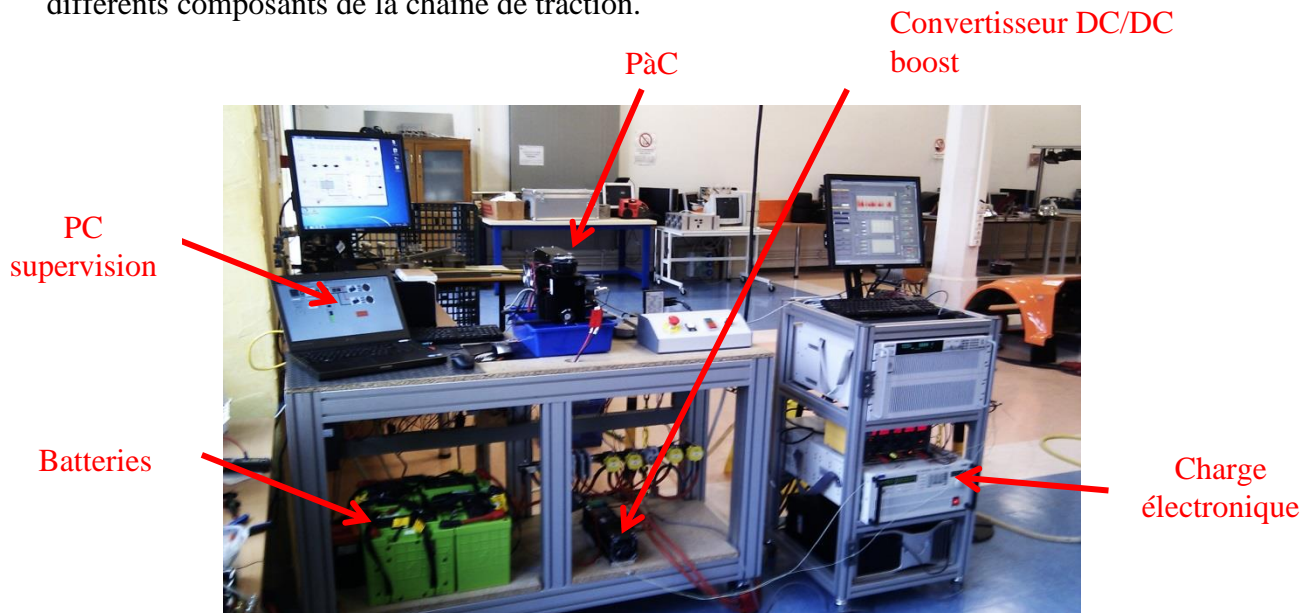 différents composants de la chaîne de traction.
Convertisseur DC/DC
boost
PàC
PC
supervision
Batteries
Charge
électronique